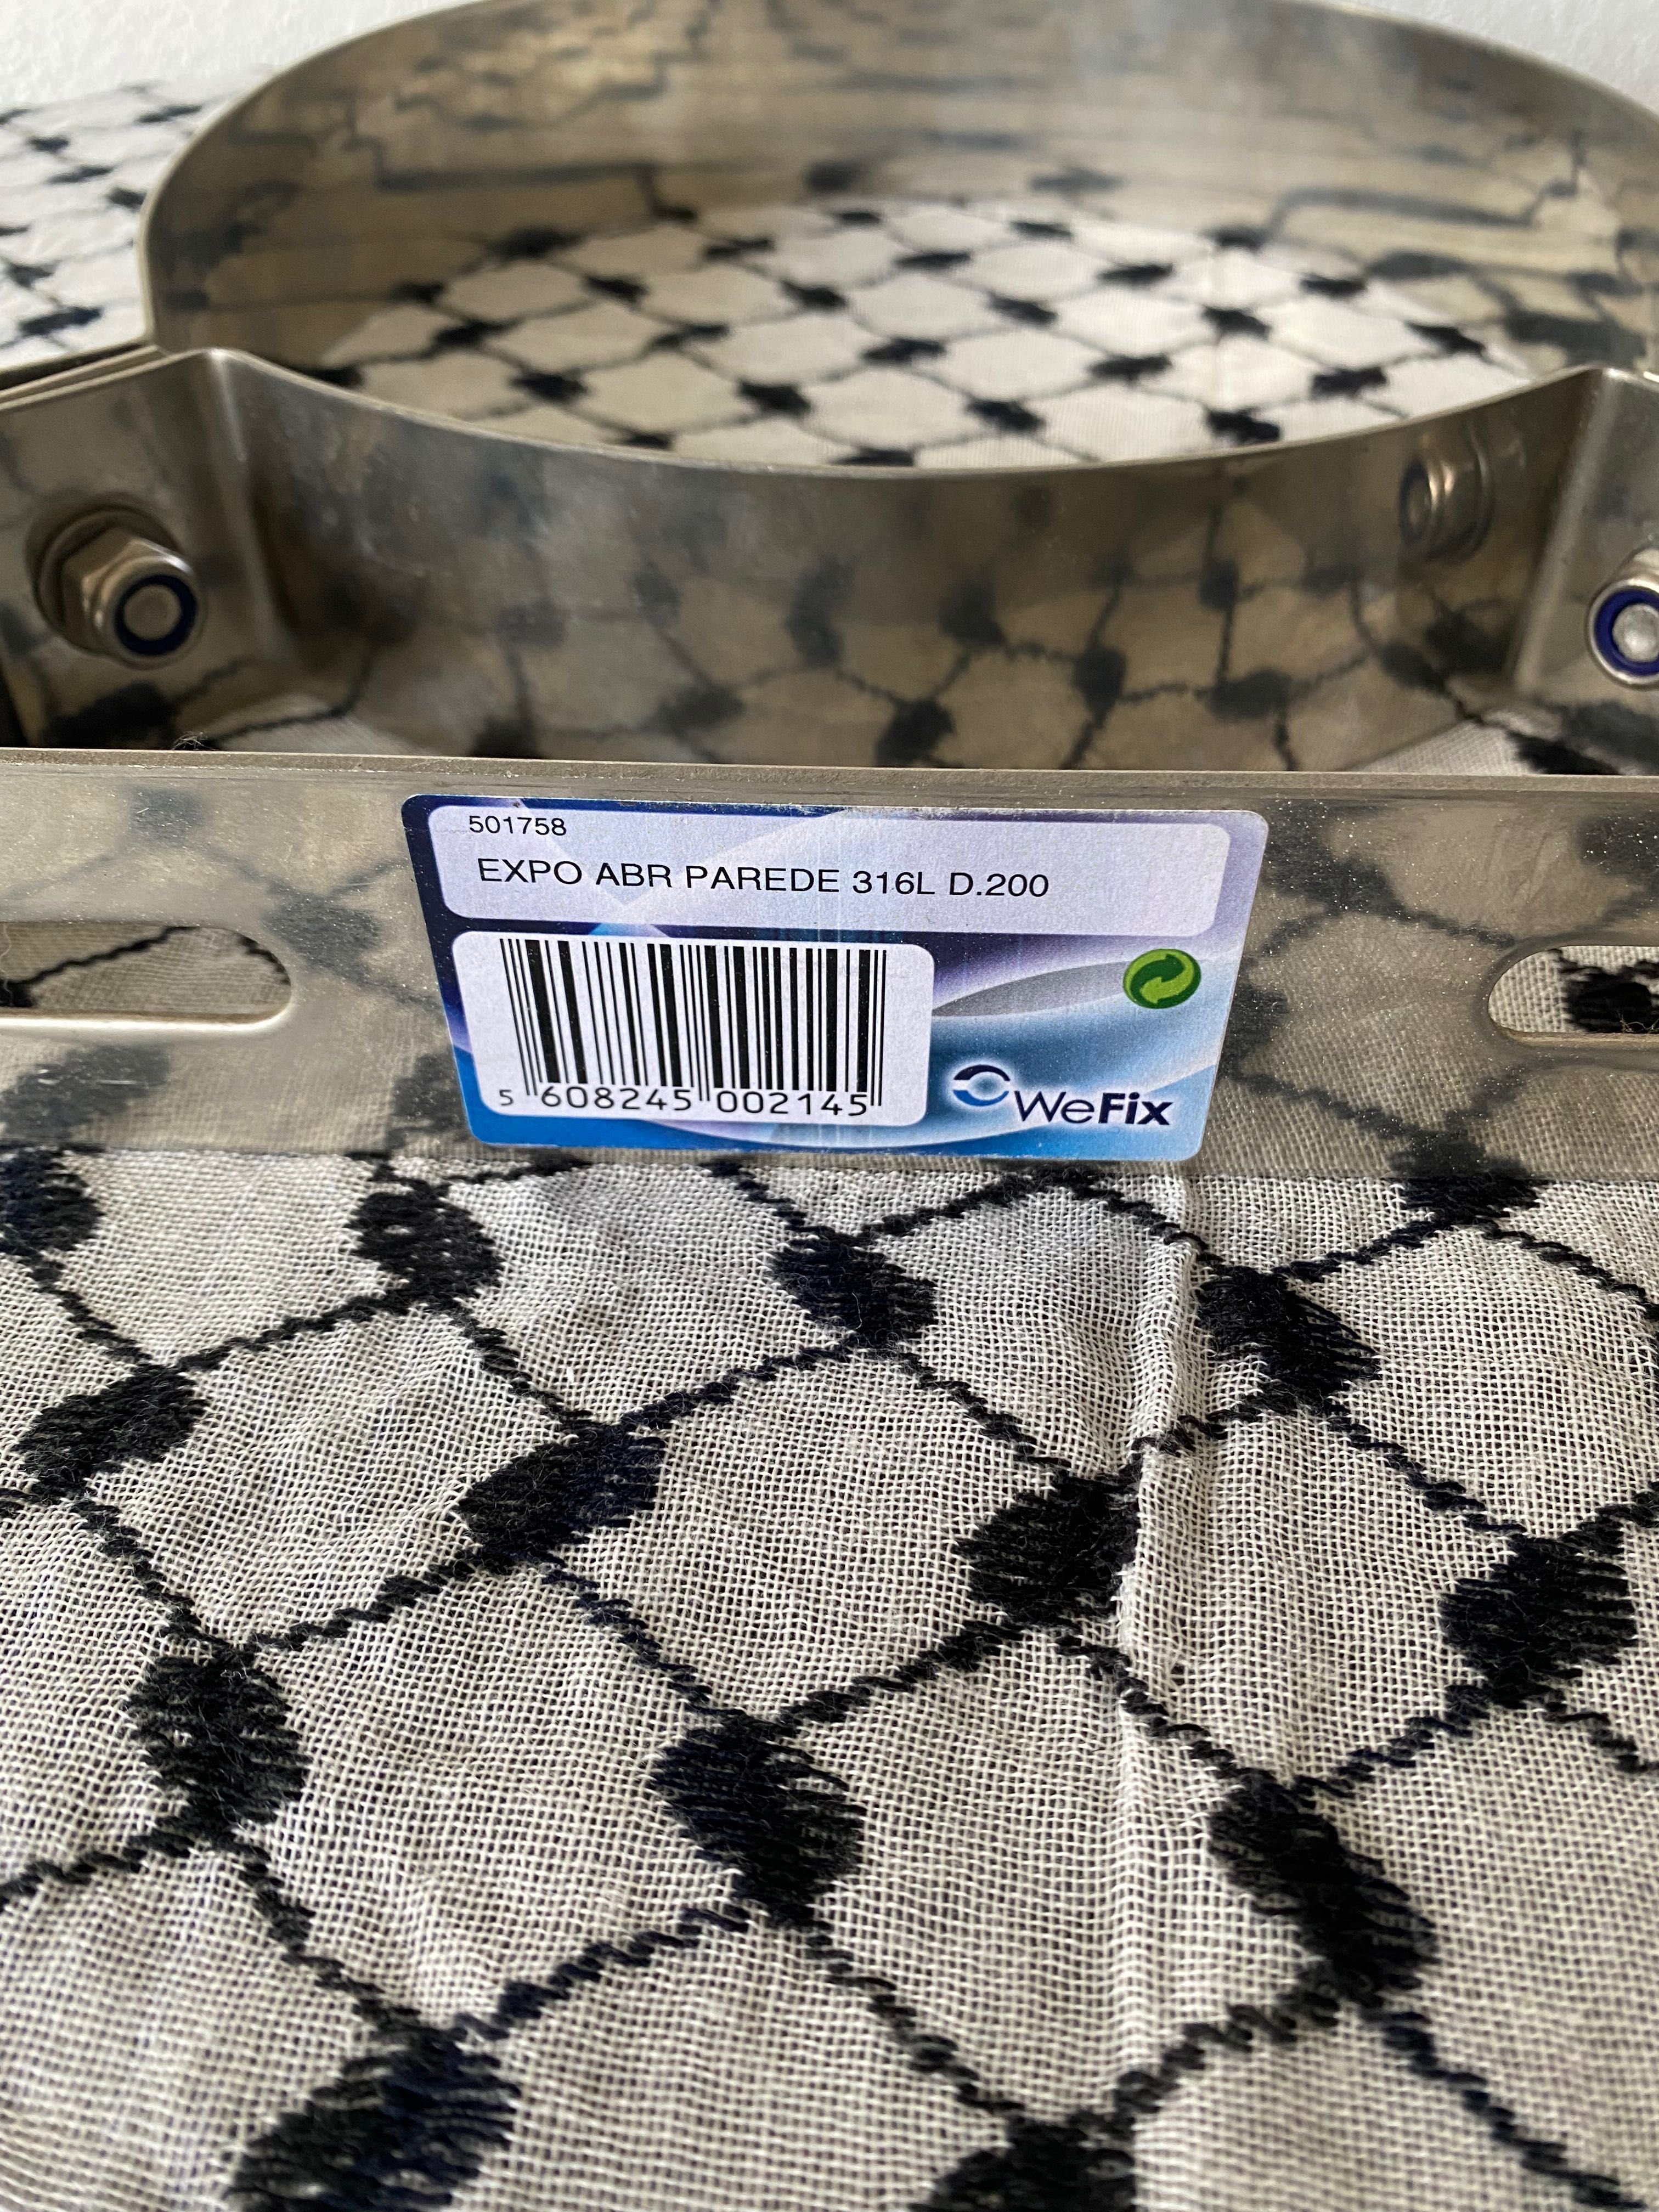 501758
EXPO ABR PAREDE 316L D.200
5 608245 002145
WeFix